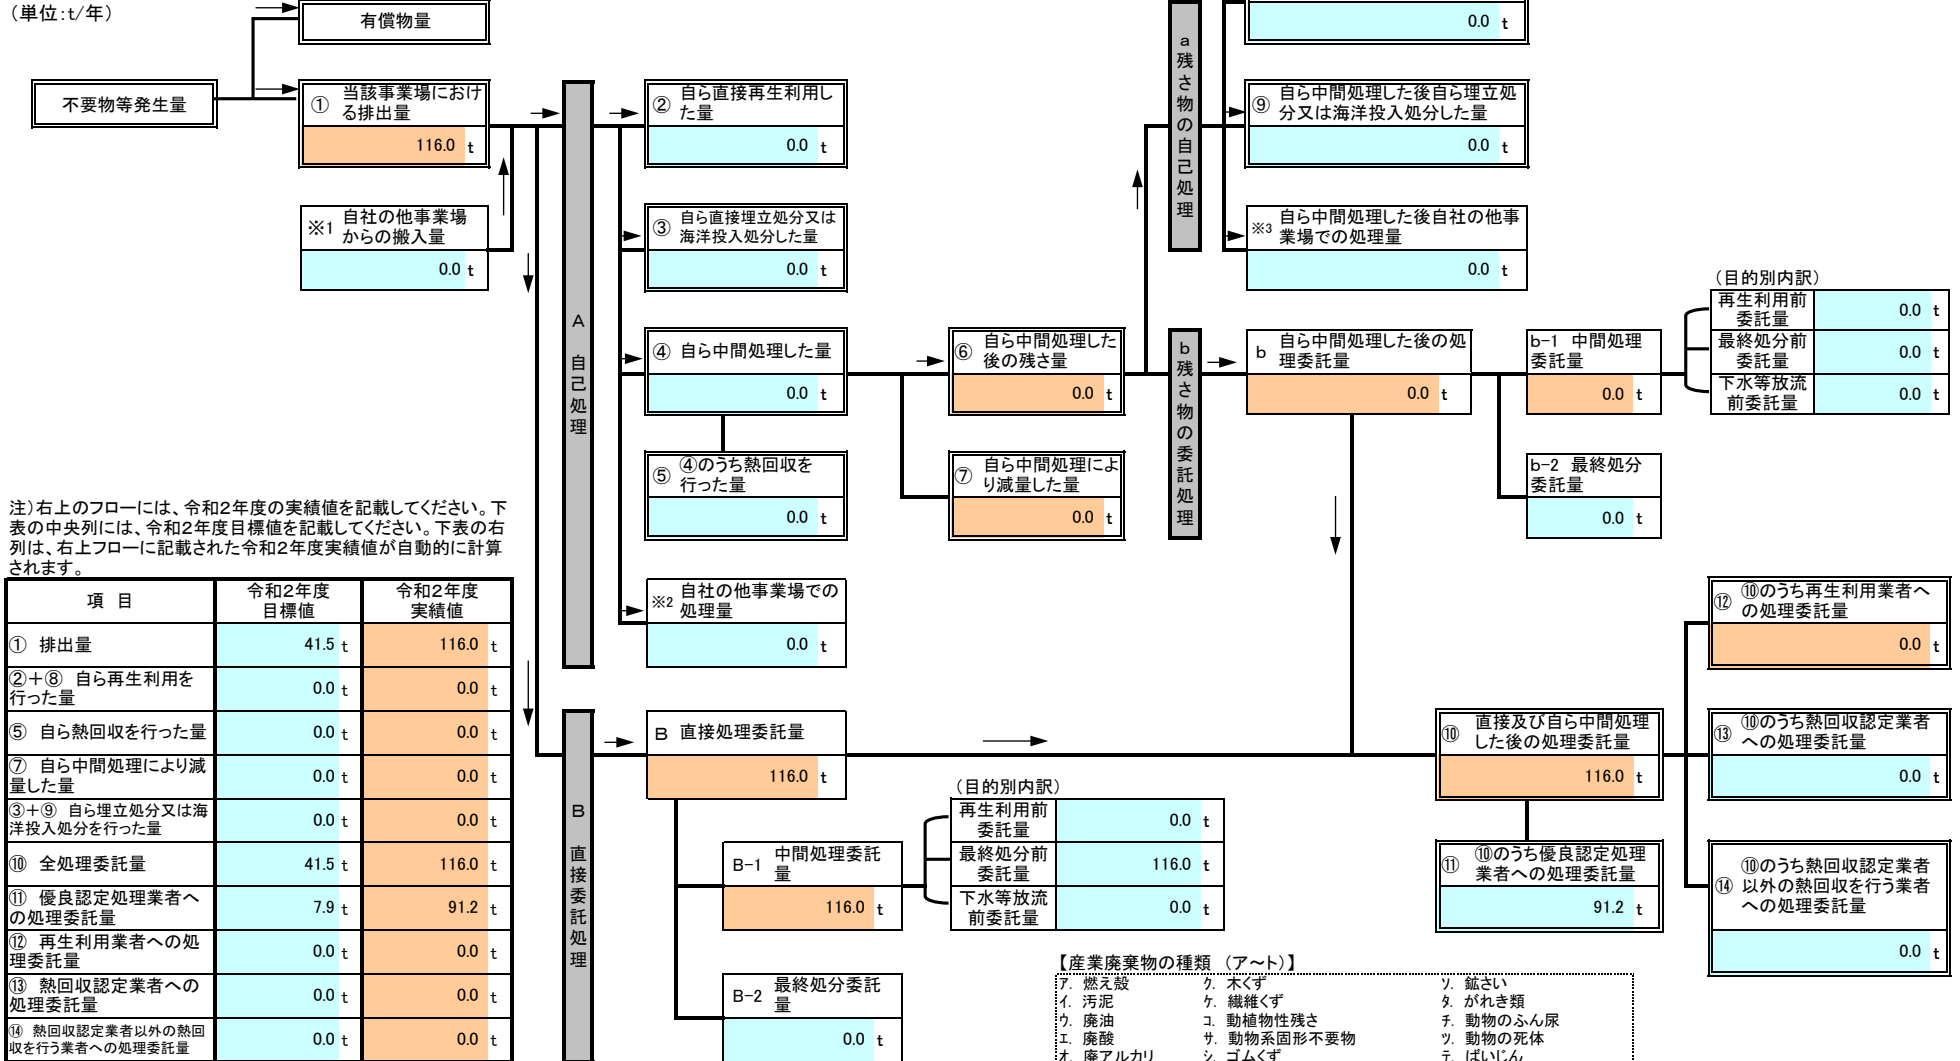 （単位：t/年）
有償物量
不要物等発生量
① 当該事業場におけ
る排出量
116.0 t
※1 自社の他事業場
からの搬入量
0.0 t
A 自己処理
② 自ら直接再生利用し
た量
0.0 t
③ 自ら直接埋立処分又は
海洋投入処分した量
0.0 t
④ 自ら中間処理した量
0.0 t
⑤ ④のうち熱回収を
行った量
0.0 t
※2 自社の他事業場での
処理量
0.0 t
⑥ 自ら中間処理した
後の残さ量
0.0 t
⑦ 自ら中間処理によ
り減量した量
0.0 t
a残さ物の自己処理
0.0 t
⑨ 自ら中間処理した後自ら埋立処
分又は海洋投入処分した量
0.0 t
※3 自ら中間処理した後自社の他事
業場での処理量
0.0 t
b残さ物の委託処理
b 自ら中間処理した後の処
理委託量
0.0 t
b-1 中間処理
委託量
0.0 t
b-2 最終処分
委託量
0.0 t
（目的別内訳）
再生利用前
委託量 0.0 t
最終処分前
委託量 0.0 t
下水等放流
前委託量 0.0 t
注）右上のフローには、令和２年度の実績値を記載してください。下
表の中央列には、令和２年度目標値を記載してください。下表の右
列は、右上フローに記載された令和２年度実績値が自動的に計算
されます。
項 目 令和２年度 目標値 令和２年度 実績値
① 排出量 41.5 t 116.0 t
②＋⑧ 自ら再生利用を
行った量 0.0 t 0.0 t
⑤ 自ら熱回収を行った量 0.0 t 0.0 t
⑦ 自ら中間処理により減
量した量 0.0 t 0.0 t
③＋⑨ 自ら埋立処分又は海
洋投入処分を行った量 0.0 t 0.0 t
⑩ 全処理委託量 41.5 t 116.0 t
⑪ 優良認定処理業者へ
の処理委託量 7.9 t 91.2 t
⑫ 再生利用業者への処
理委託量 0.0 t 0.0 t
⑬ 熱回収認定業者への
処理委託量 0.0 t 0.0 t
⑭ 熱回収認定業者以外の熱回
収を行う業者への処理委託量 0.0 t 0.0 t
B 直接委託処理
B 直接処理委託量
116.0 t
B-1 中間処理委託
量
116.0 t
B-2 最終処分委託
量
0.0 t
（目的別内訳）
再生利用前
委託量 0.0 t
最終処分前
委託量 116.0 t
下水等放流
前委託量 0.0 t
⑩ 直接及び自ら中間処理
した後の処理委託量
116.0 t
⑪ ⑩のうち優良認定処理
業者への処理委託量
91.2 t
⑫ ⑩のうち再生利用業者へ
の処理委託量
0.0 t
⑬ ⑩のうち熱回収認定業者
への処理委託量
0.0 t
⑭ ⑩のうち熱回収認定業者
以外の熱回収を行う業者
への処理委託量
0.0 t
【産業廃棄物の種類 （ア～ト）】
ア. 燃え殻 ク. 木くず ソ. 鉱さい
イ. 汚泥 ケ. 繊維くず タ. がれき類
ウ. 廃油 コ. 動植物性残さ チ. 動物のふん尿
エ. 廃酸 サ. 動物系固形不要物 ツ. 動物の死体
オ. 廃アルカリ シ. ゴムくず テ. ばいじん